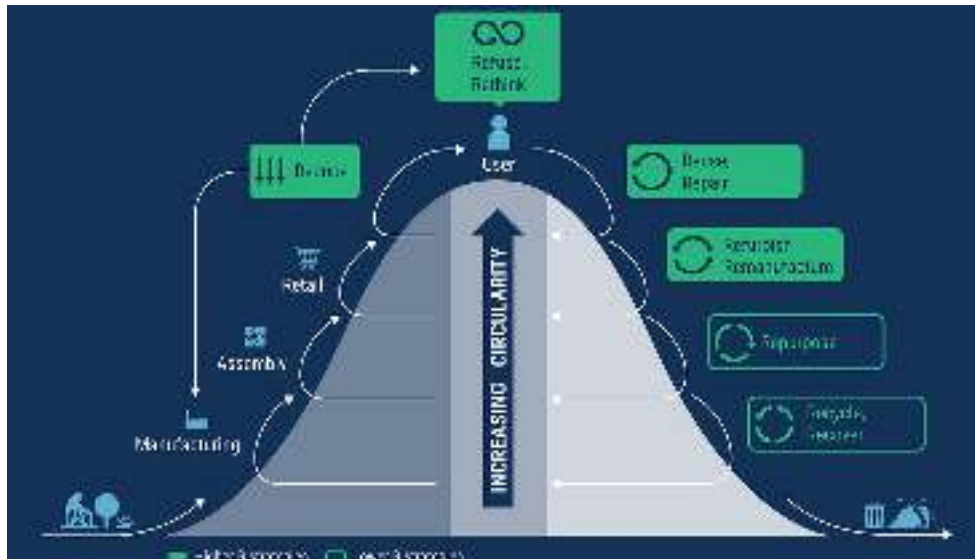 Refuse,
Rethink
User
Reduce
Reuse,
Repair
Retail
Refurbish
Remanufacture
INCREASING CIRCULARITY
Assembly
Repurpose
Manufacturing
Recycle,
Recover